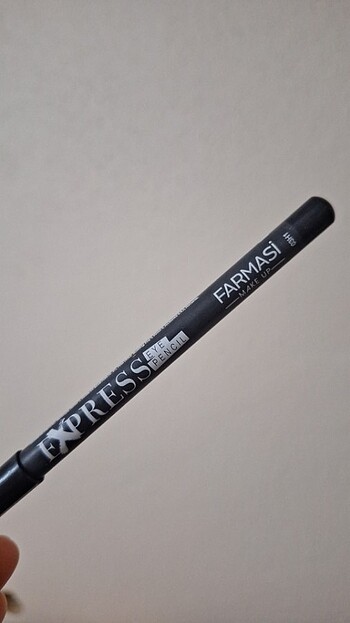 EXPRESS
EYE
PENCIL
FARMASİ
MAKE UP